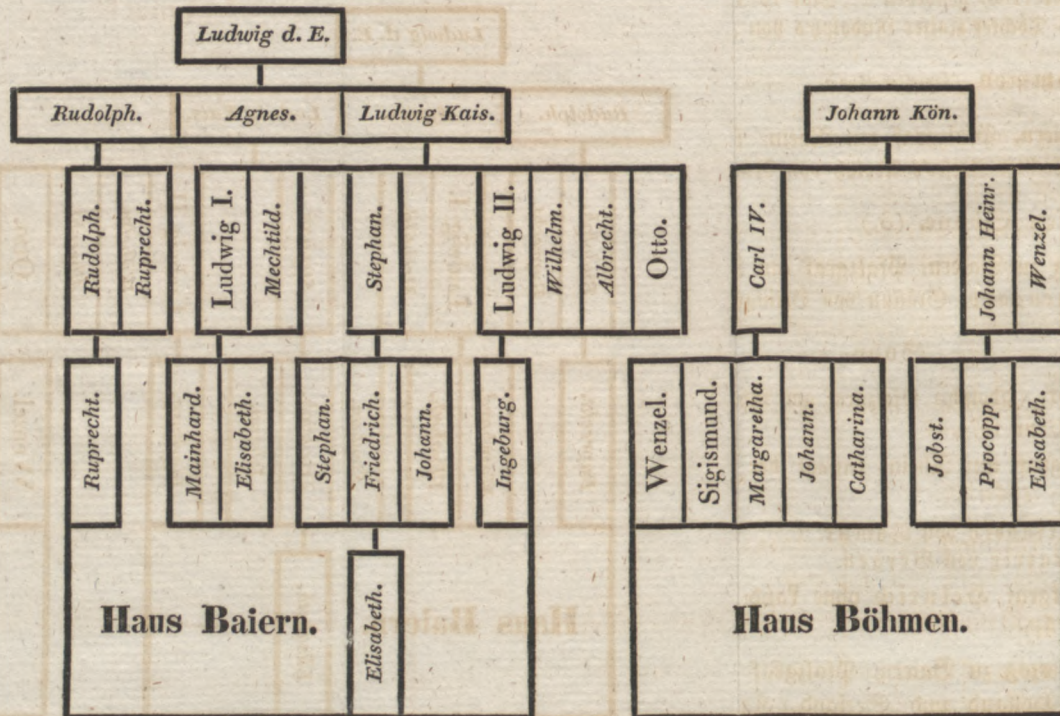 Ludwig d. E.
Rudolph.
Agnes.
Ludwig Kais.
Johann Kön.
Rudolph.
Ruprecht.
Ludwig I.
Mechtild.
Stephan.
Ludwig II.
Wilhelm.
Albrecht.
Otto.
Carl IV.
Johann Heinr.
Wenzel.
Ruprecht.
Mainhard.
Elisabeth.
Stephan.
Friedrich.
Johann.
Ingeburg.
Wenzel.
Sigismund.
Margaretha.
Johann.
Catharina.
Jobst.
Procopp.
Elisabeth.
Elisabeth.
Haus Baiern.
Haus Böhmen.